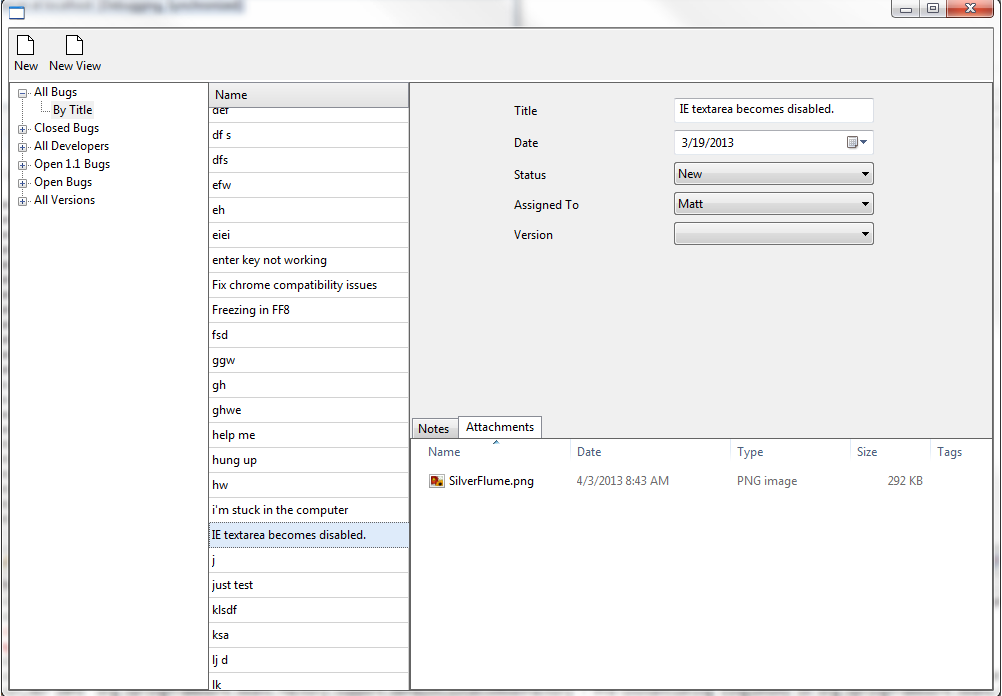 New
New View
All Bugs
By Title
Closed Bugs
All Developers
Open 1.1 Bugs
Open Bugs
All Versions
Name
def
df s
dfs
efw
eh
eiei
enter key not working
Fix chrome compatibility issues
Freezing in FF8
fsd
ggw
gh
ghwe
help me
hung up
hw
i'm stuck in the computer
IE textarea becomes disabled.
j
just test
klsdf
ksa
lj d
lk
Title
IE textarea becomes disabled.
Date
3/19/2013
Status
New
Assigned To
Matt
Version
Notes
Attachments
Name Date Type Size Tags
SilverFlume.png 4/3/2013 8:43 AM PNG image 292 KB